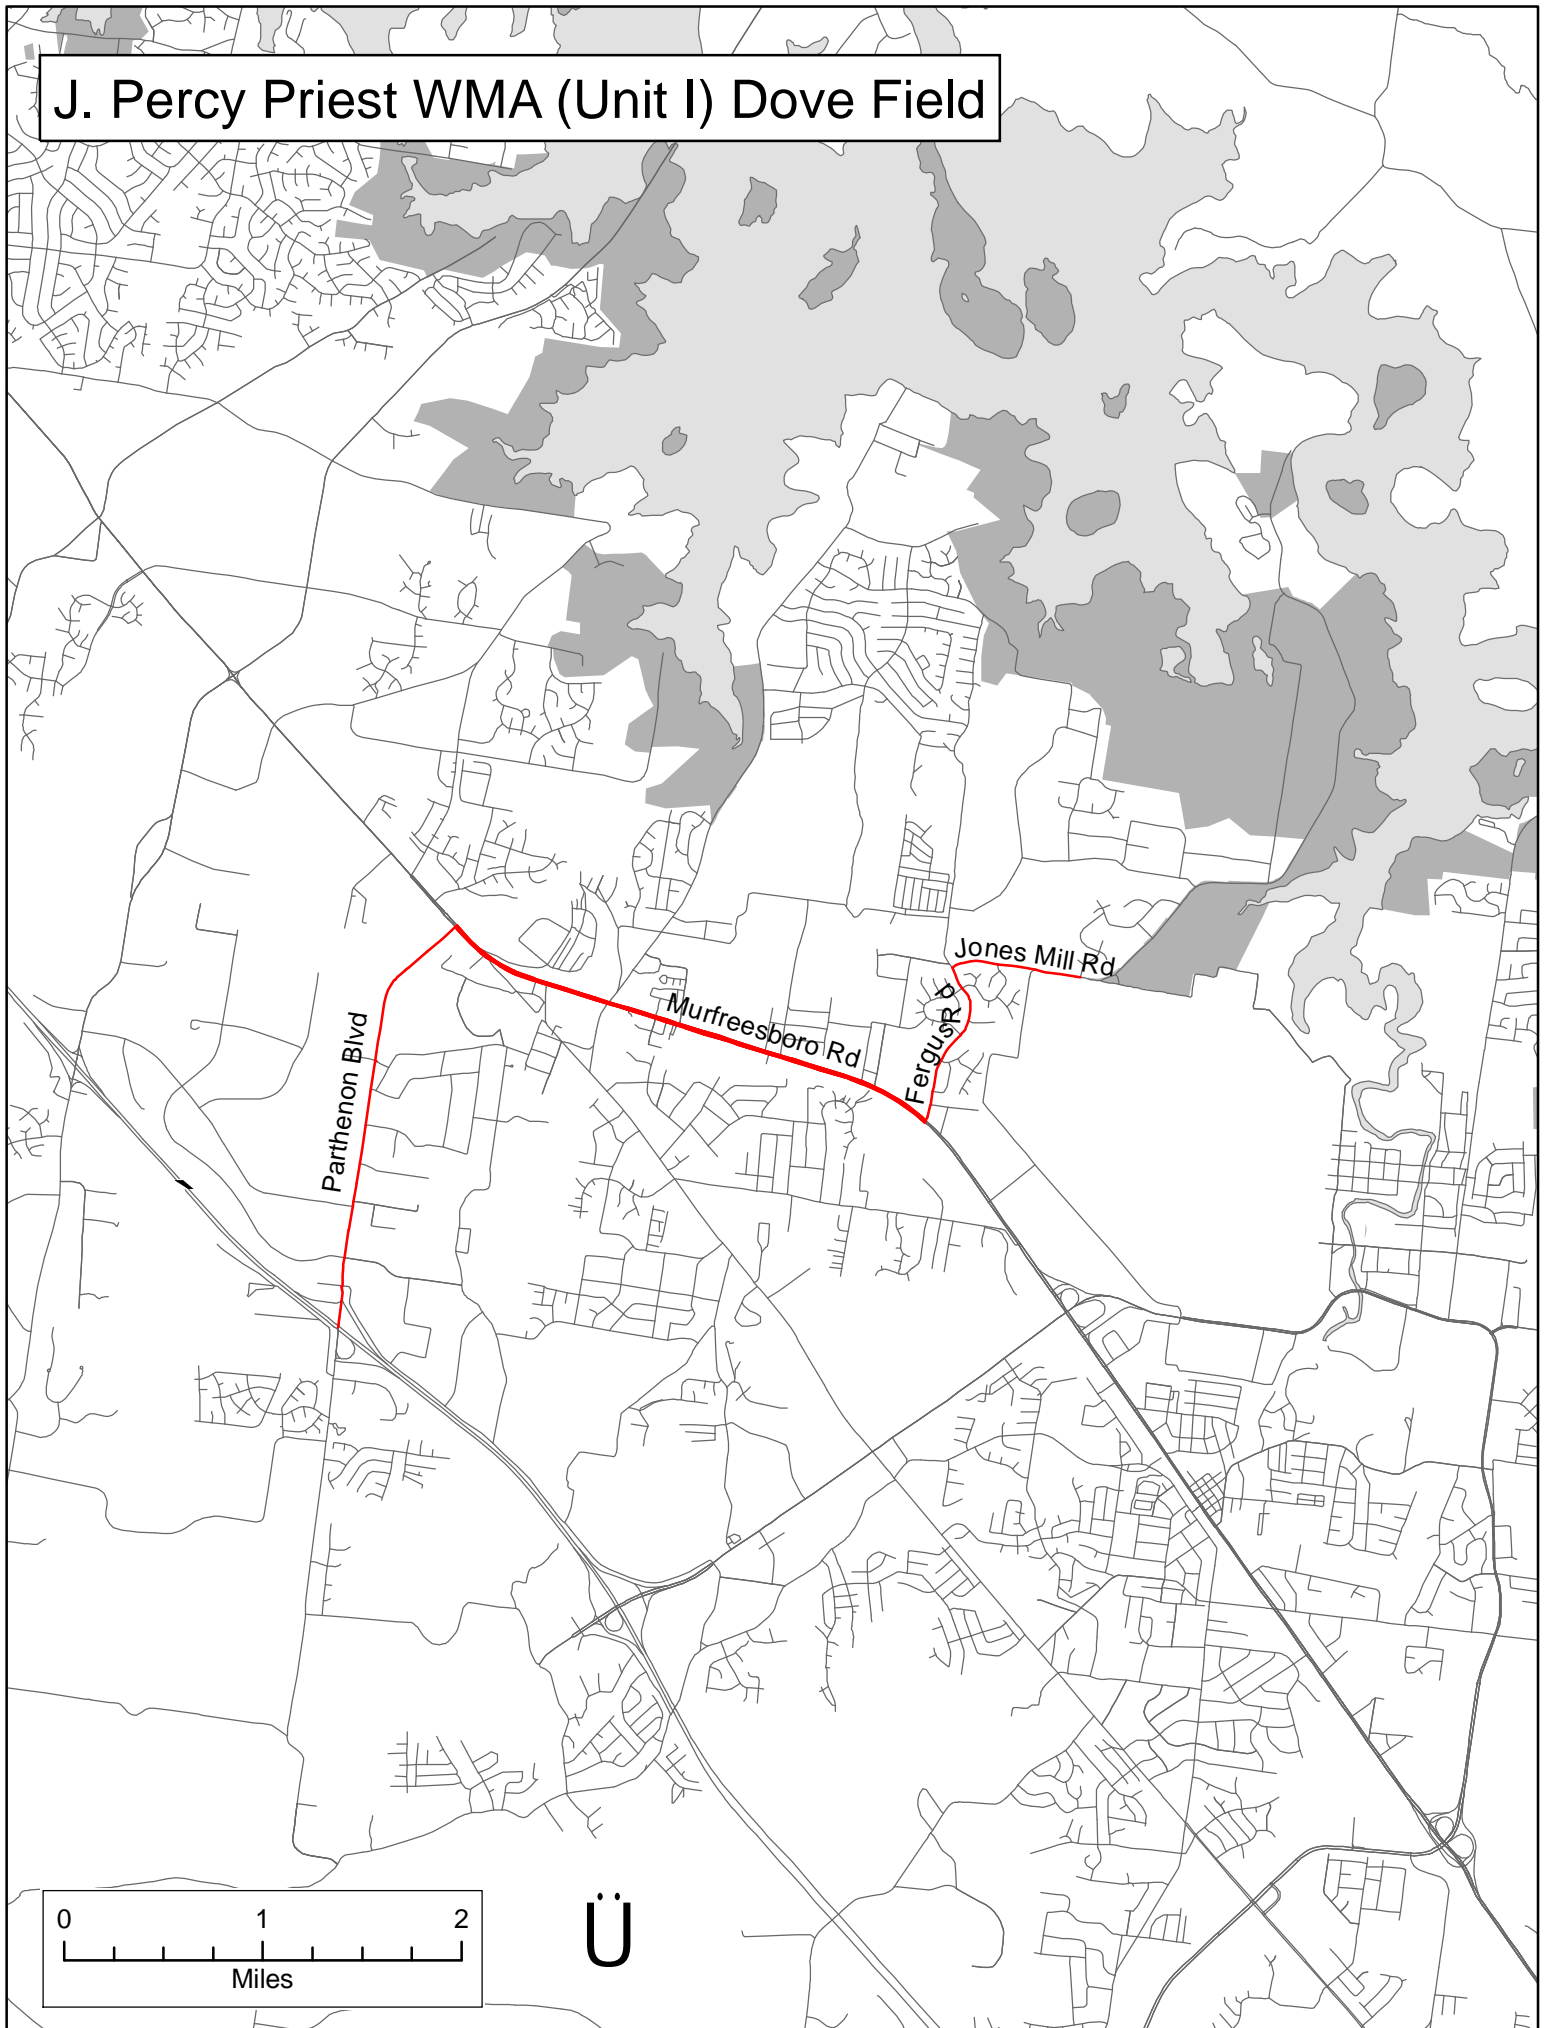 J. Percy Priest WMA (Unit I) Dove Field
Jones Mill Rd
Fergus Rd
Murfreesboro Rd
Parthenon Blvd
0 1 2
Miles
Ü